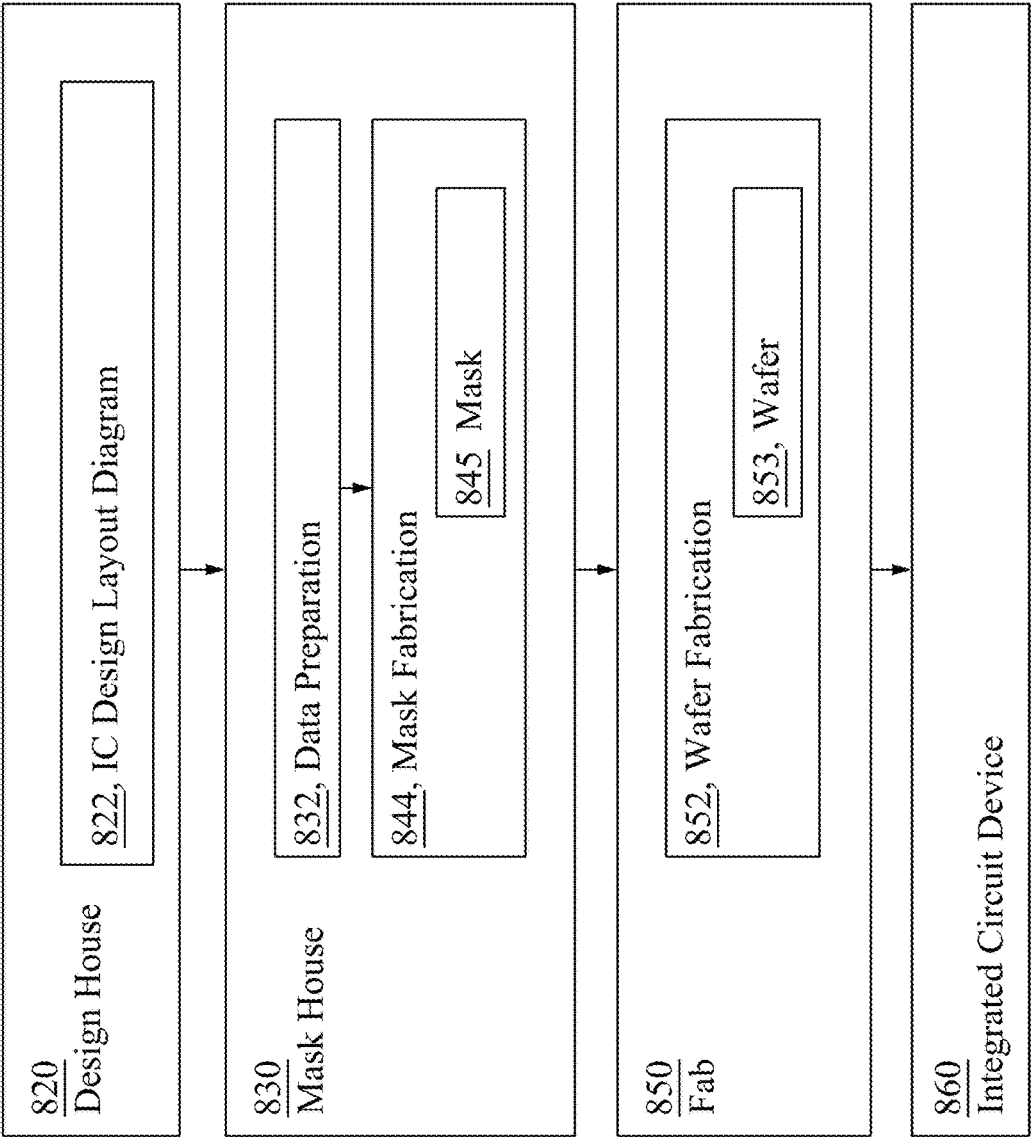 820
Design House
822, IC Design Layout Diagram
830
Mask House
832, Data Preparation
844, Mask Fabrication
845 Mask
850
Fab
852, Wafer Fabrication
853, Wafer
860
Integrated Circuit Device